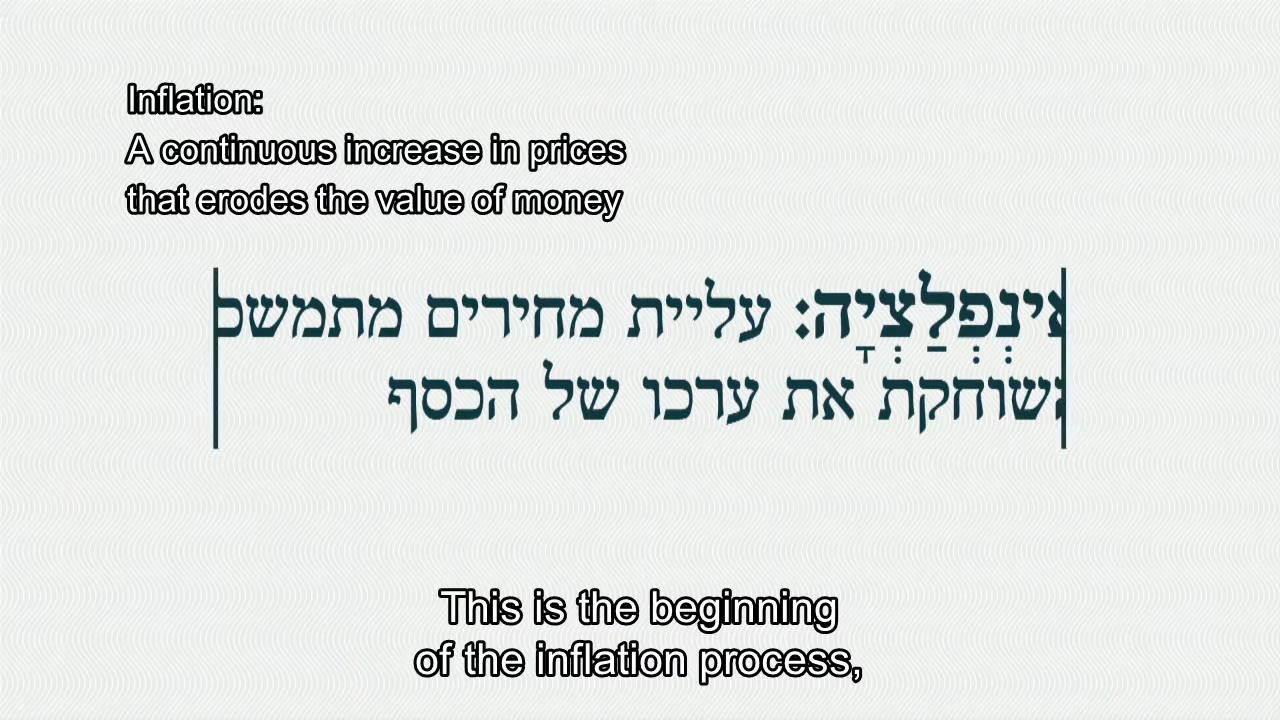 Inflation:
A continuous increase in prices
that erodes the value of money
אִינְפְלַצְיָה: עליית מחירים מתמשכ
שוחקת את ערכו של הכסף
This is the beginning
of the inflation process,